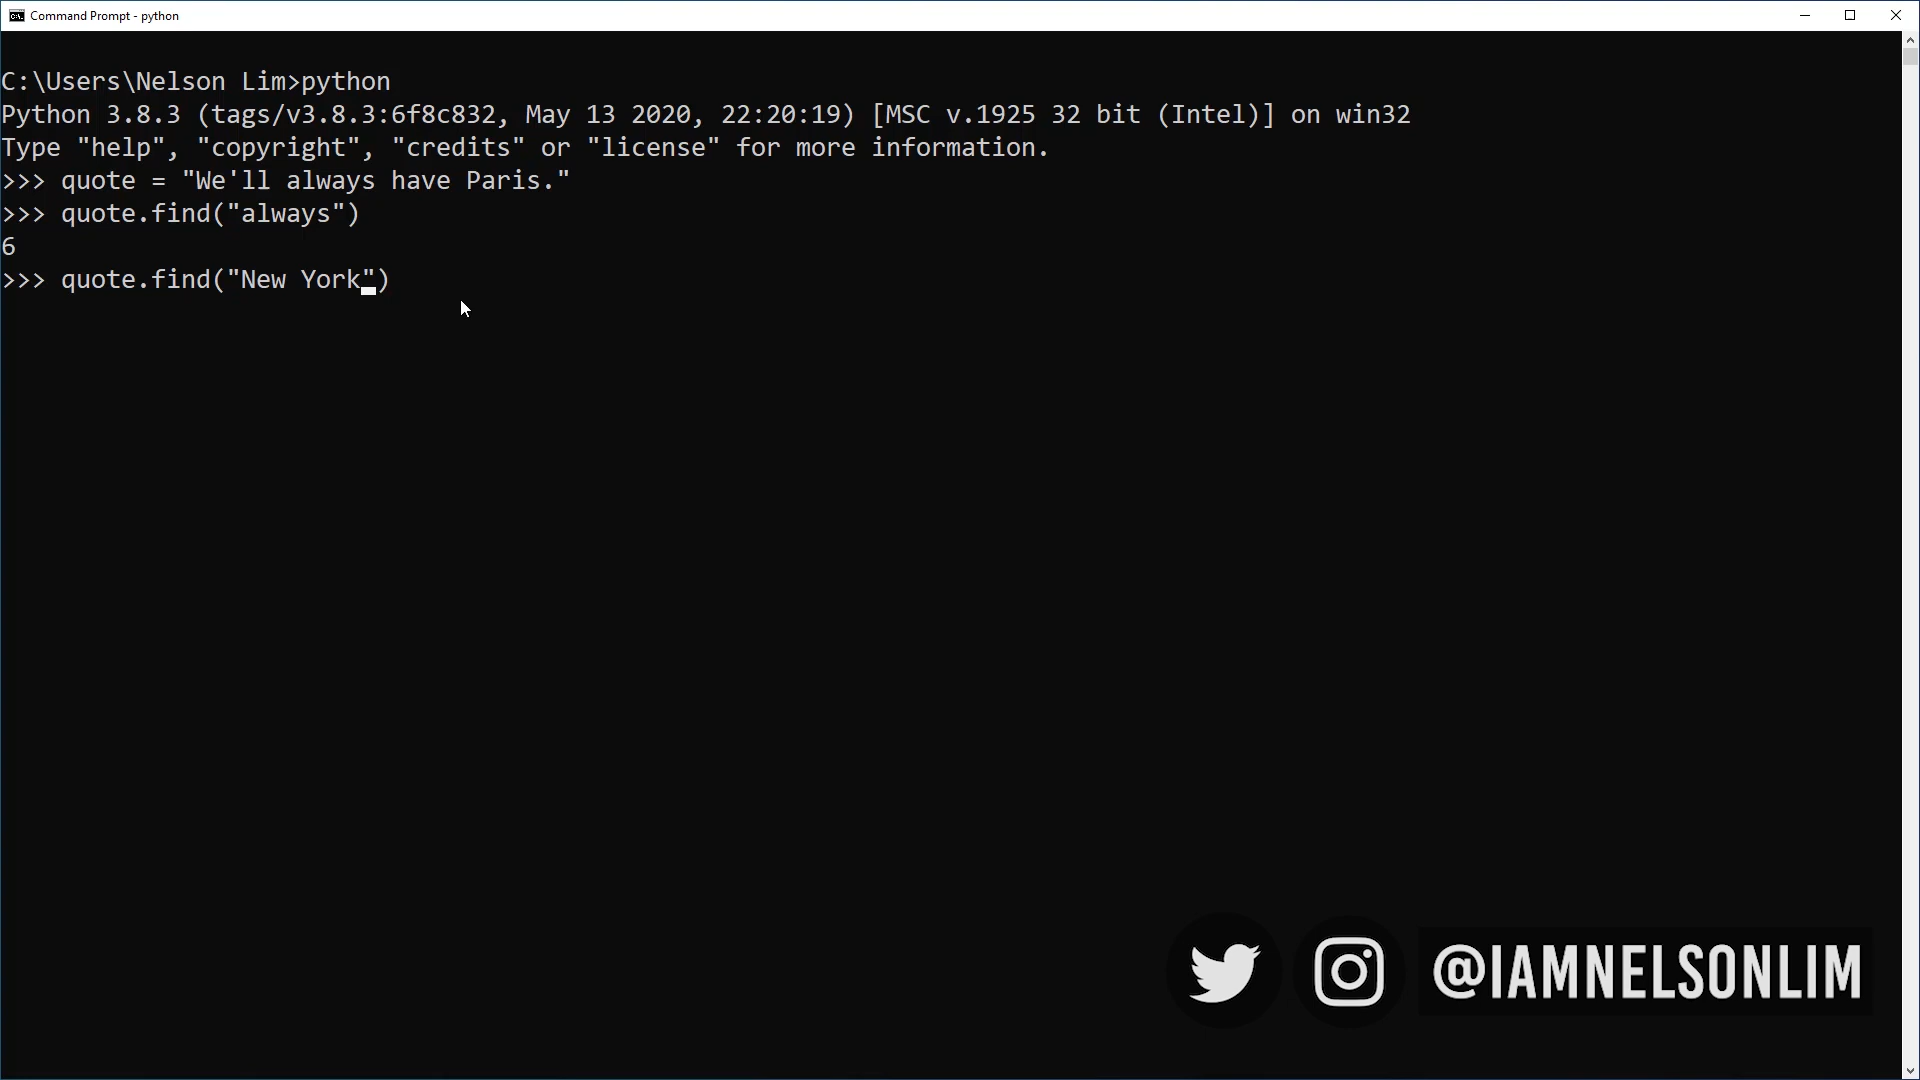 Command Prompt - python
C:\Users\Nelson Lim>python
Python 3.8.3 (tags/v3.8.3:6f8c832, May 13 2020, 22:20:19) [MSC v.1925 32 bit (Intel)] on win32
Type "help", "copyright", "credits" or "license" for more information.
>>> quote = "We'll always have Paris."
>>> quote.find("always")
6
>>> quote.find("New York")
@IAMNELSONLIM